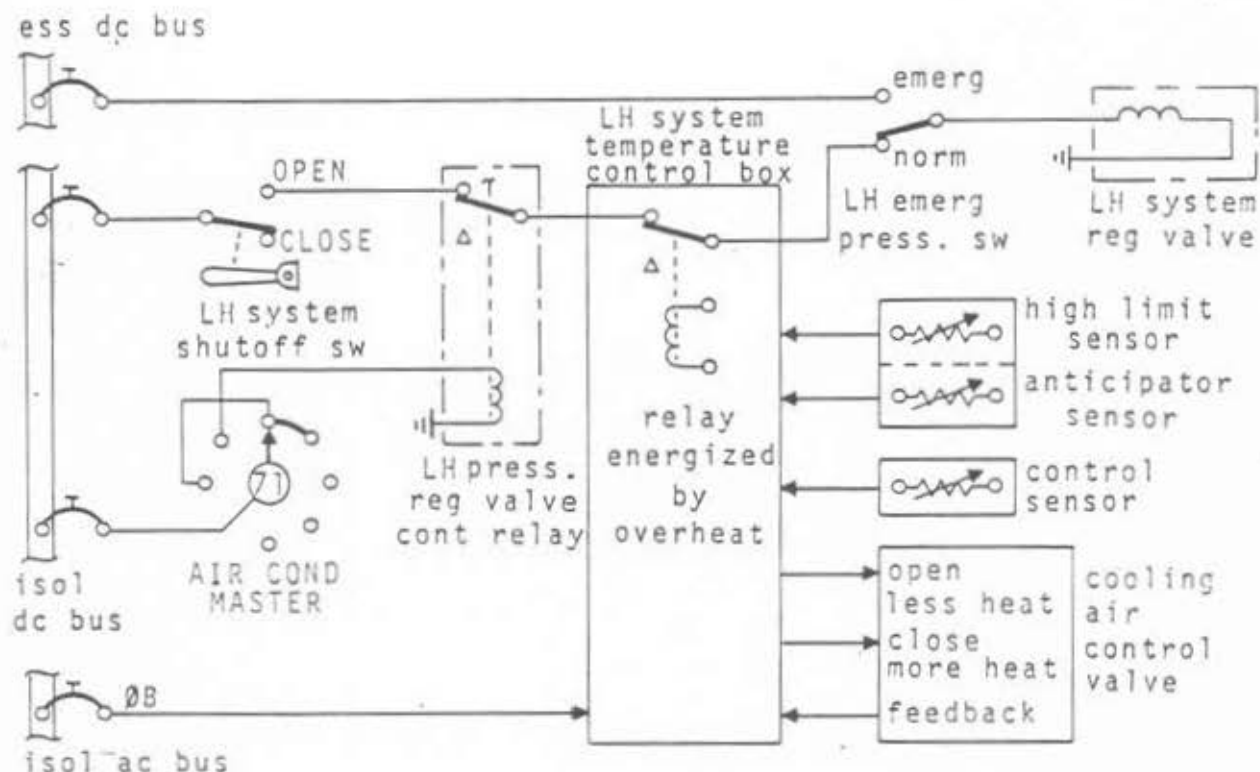 ess dc bus
emerg
norm
LH emerg
press. sw
LH system
reg valve
LH system
temperature
control box
OPEN
CLOSE
LH system
shutoff sw
Δ
Δ
relay
energized
by
overheat
high limit
sensor
anticipator
sensor
control
sensor
71
AIR COND
MASTER
LH press.
reg valve
cont relay
isol
dc bus
open
less heat
close
more heat
feedback
cooling
air
control
valve
ØB
isol ac bus